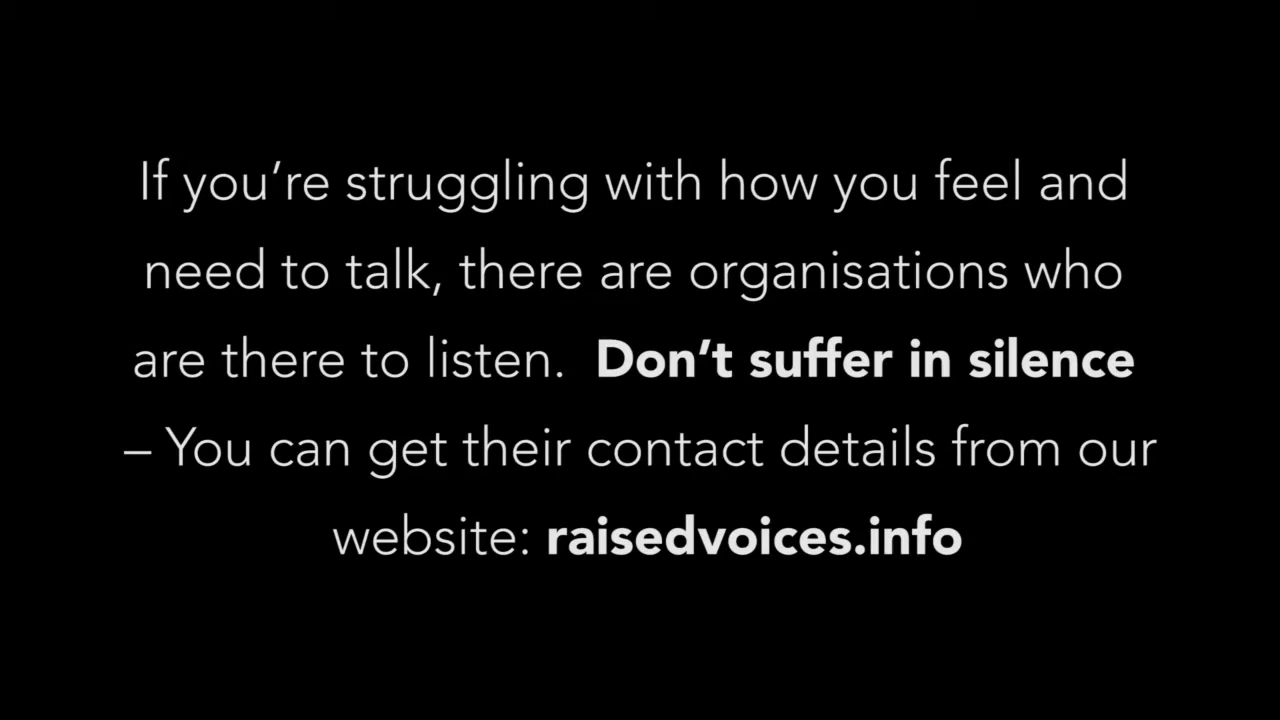 If you’re struggling with how you feel and
need to talk, there are organisations who
are there to listen.  Don’t suffer in silence
– You can get their contact details from our
website: raisedvoices.info